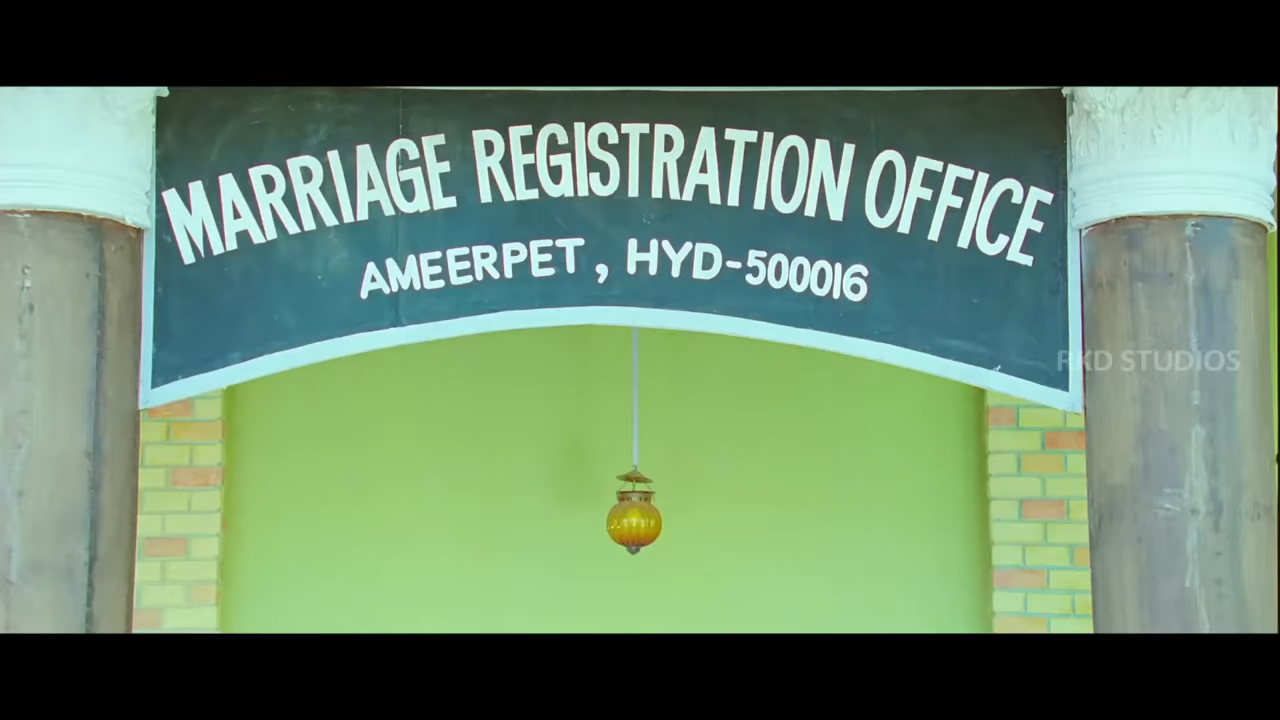 MARRIAGE REGISTRATION OFFICE
AMEERPET, HYD-500016
RKD STUDIOS